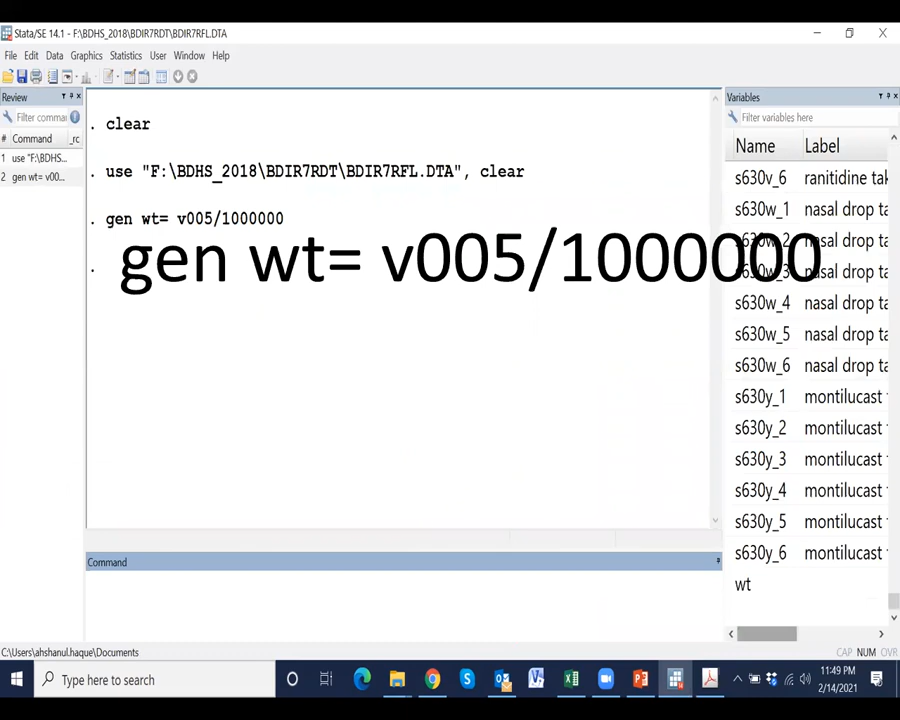 Stata/SE 14.1 - F:\BDHS_2018\BDIR7RDT\BDIR7RFL.DTA
File Edit Data Graphics Statistics User Window Help
Review
Filter comman
# Command _rc
1 use "F:\BDHS...
2 gen wt= v00...
. clear
. use "F:\BDHS_2018\BDIR7RDT\BDIR7RFL.DTA", clear
. gen wt= v005/1000000
.
gen wt= v005/1000000
Variables
Filter variables here
Name Label
s630v_6 ranitidine tak
s630w_1 nasal drop ta
s630w_2 nasal drop ta
s630w_3 nasal drop ta
s630w_4 nasal drop ta
s630w_5 nasal drop ta
s630w_6 nasal drop ta
s630y_1 montilucast
s630y_2 montilucast
s630y_3 montilucast
s630y_4 montilucast
s630y_5 montilucast
s630y_6 montilucast
wt
Command
C:\Users\ahshanul.haque\Documents
CAP NUM OVR
Type here to search
11:49 PM
2/14/2021